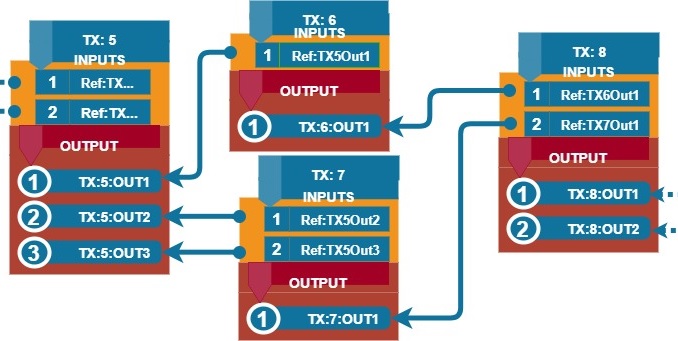 TX: 5
INPUTS
1 Ref:TX...
2 Ref:TX...
OUTPUT
1 TX:5:OUT1
2 TX:5:OUT2
3 TX:5:OUT3
TX: 6
INPUTS
1 Ref:TX5Out1
OUTPUT
1 TX:6:OUT1
TX: 7
INPUTS
1 Ref:TX5Out2
2 Ref:TX5Out3
OUTPUT
1 TX:7:OUT1
TX: 8
INPUTS
1 Ref:TX6Out1
2 Ref:TX7Out1
OUTPUT
1 TX:8:OUT1
2 TX:8:OUT2